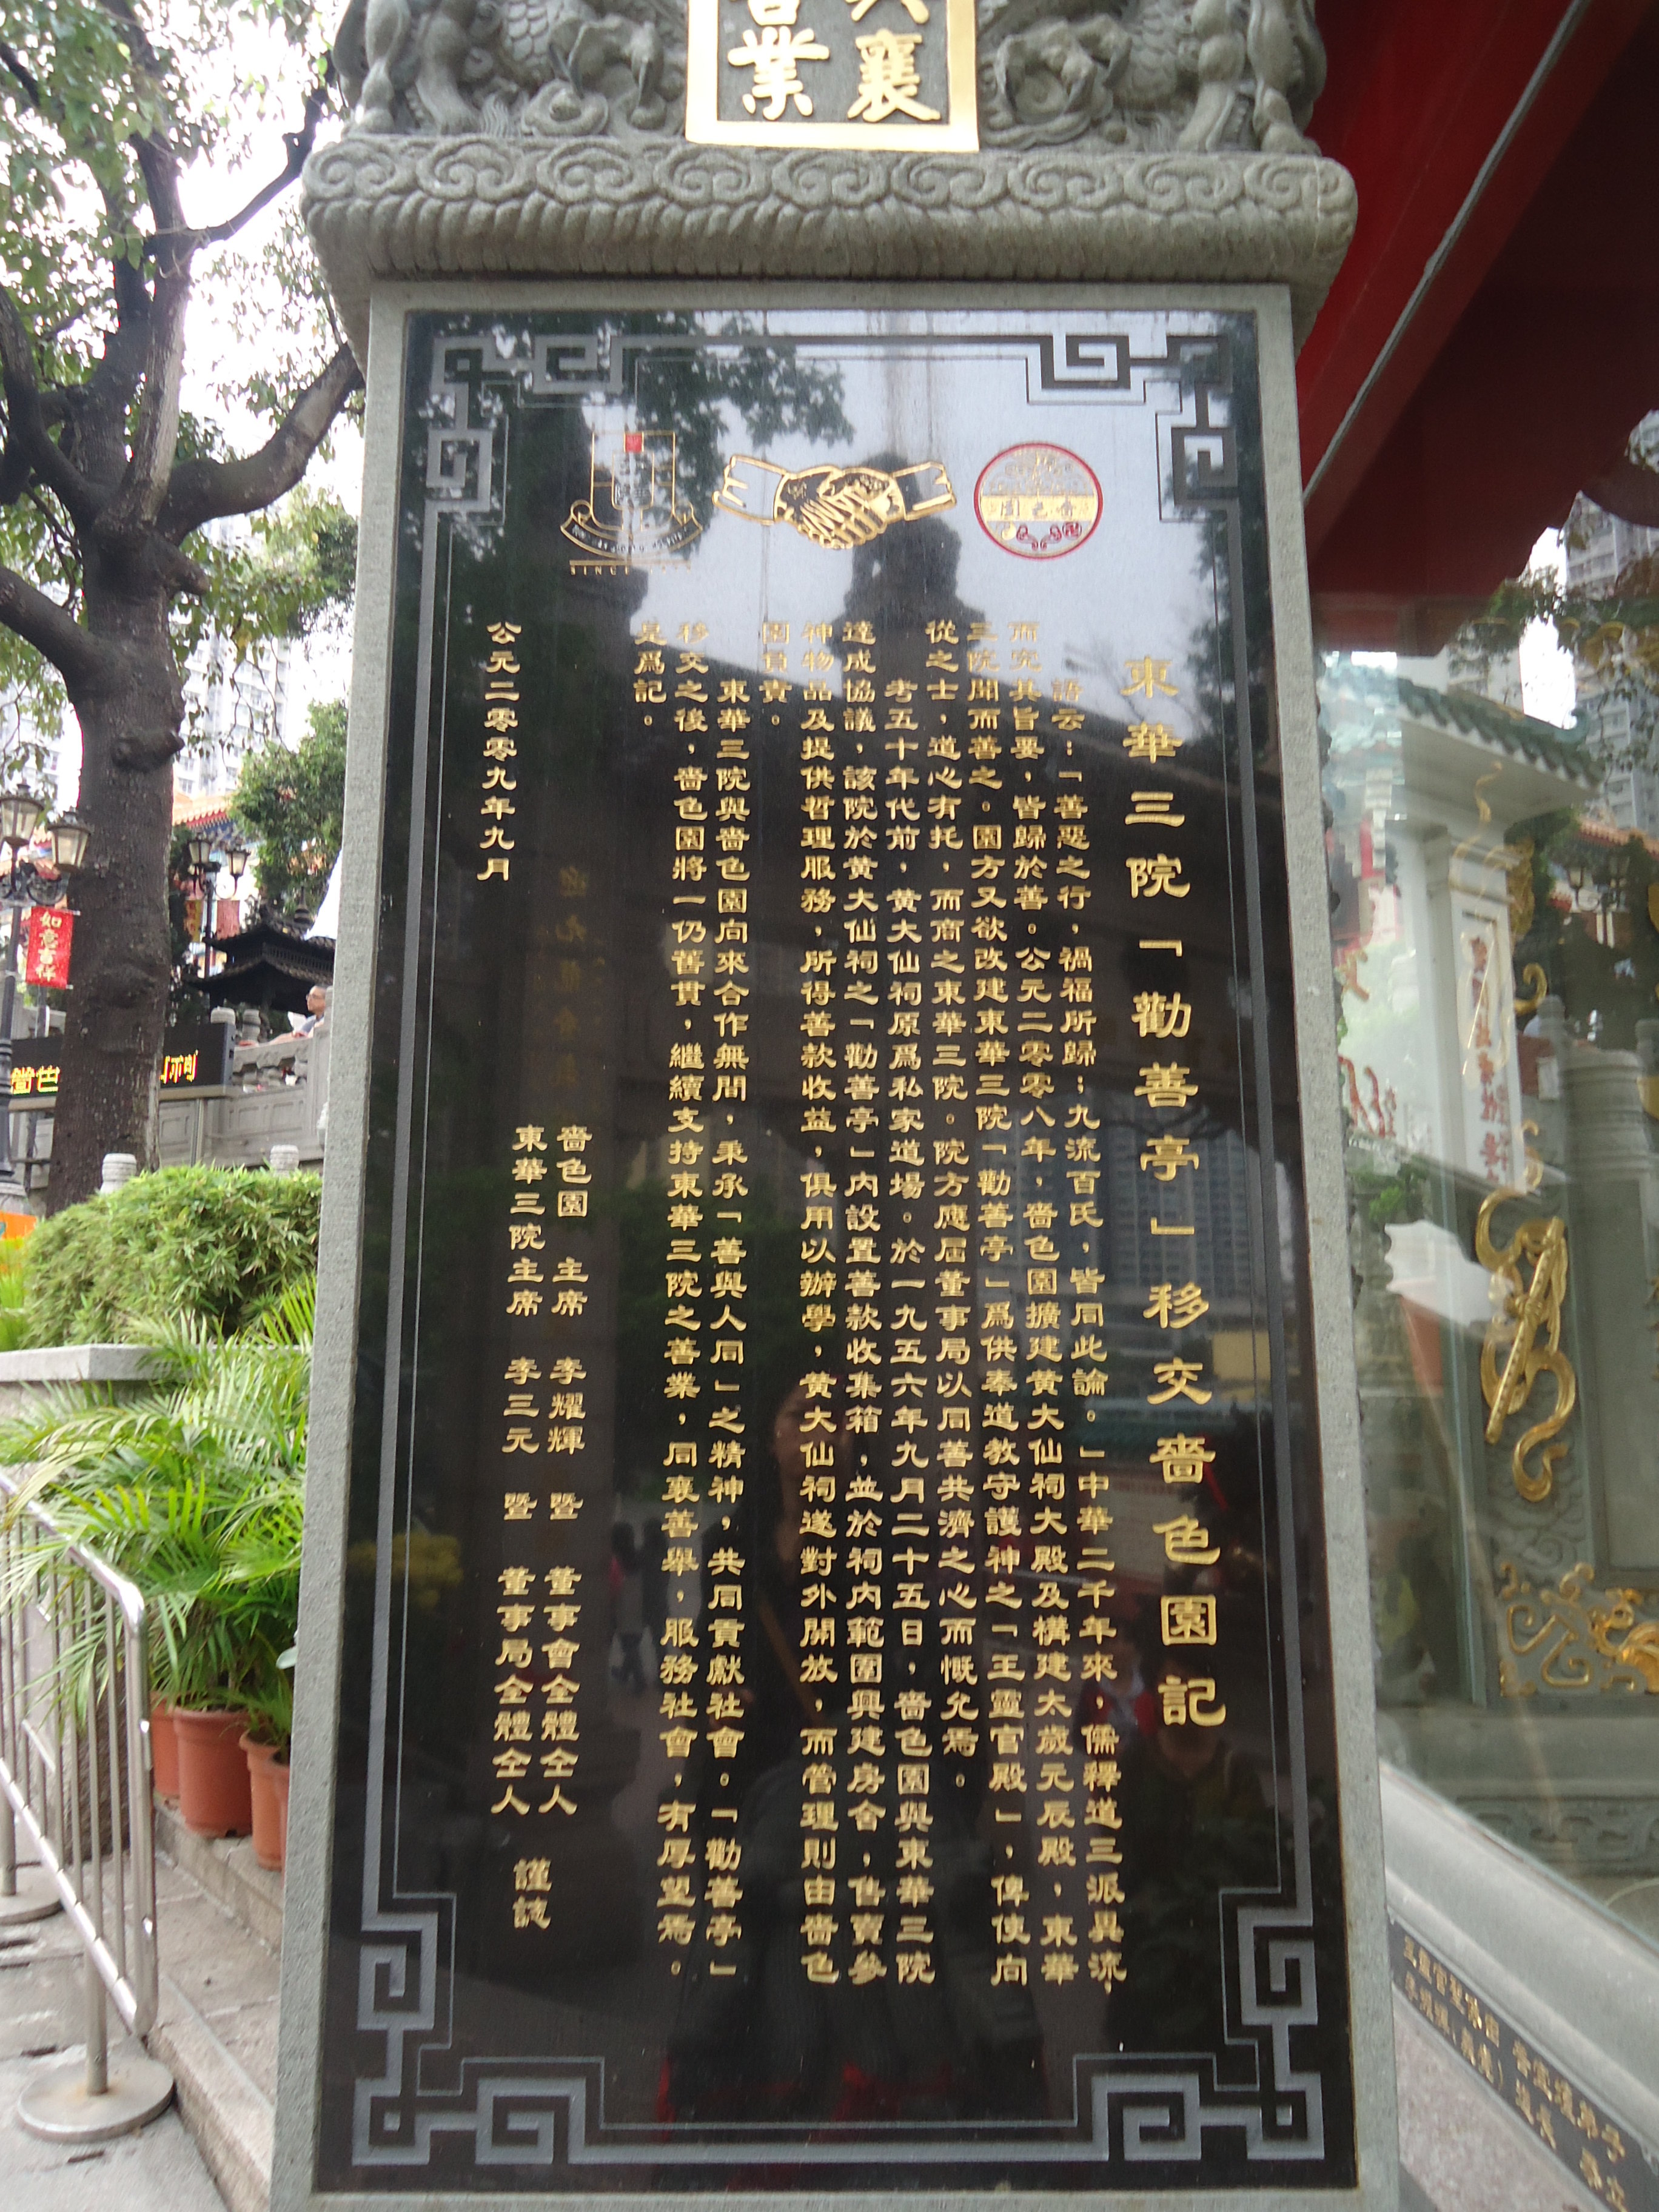 襄
業
嗇色園
SINCE
東華三院「勸善亭」移交嗇色園記
語云：「善惡之行，禍福所歸；九流百氏，皆同此論。」中華二千年來，儒釋道三派異流，
而究其旨要，皆歸於善。公元二零零八年，嗇色園擴建黃大仙祠大殿及構建太歲元辰殿，東華
三院聞而善之。園方又欲改建東華三院「勸善亭」爲供奉道教守護神之「王靈官殿」，俾使向
從之士，道心有托，而商之東華三院。院方應屆董事局以同善共濟之心而慨允焉。
考五十年代前，黃大仙祠原爲私家道場。於一九五六年九月二十五日，嗇色園與東華三院
達成協議，該院於黃大仙祠之「勸善亭」內設置善款收集箱，並於祠內範圍興建房舍，售賣參
神物品及提供哲理服務，所得善款收益，俱用以辦學，黃大仙祠遂對外開放，而管理則由嗇色
園負責。
東華三院與嗇色園向來合作無間，秉承「善與人同」之精神，共同貢獻社會。「勸善亭」
移交之後，嗇色園將一仍舊貫，繼續支持東華三院之善業，同襄善舉，服務社會，有厚望焉。
是爲記。
嗇色園 主席 李耀輝 暨 董事會全體仝人
東華三院主席 李三元 暨 董事局全體仝人
謹誌
公元二零零九年九月
如意吉祥